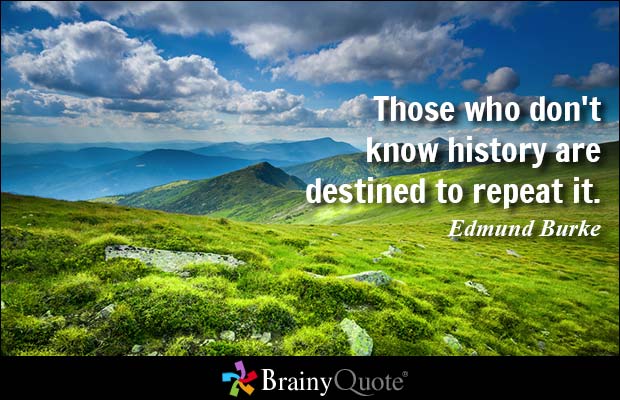 Those who don't
know history are
destined to repeat it.
Edmund Burke
BrainyQuote®